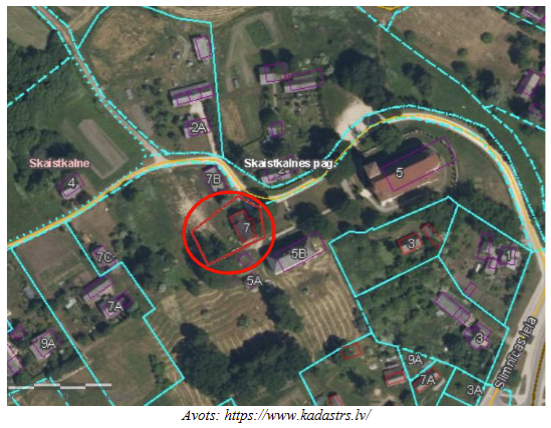 2A
Skaistkalne
Skaistkalnes pag.
5
4
7B
7
3
7C
5B
1
5A
7A
3
9A
9A
7A
3A
Slimnīcas iela
Avots: https://www.kadastrs.lv/